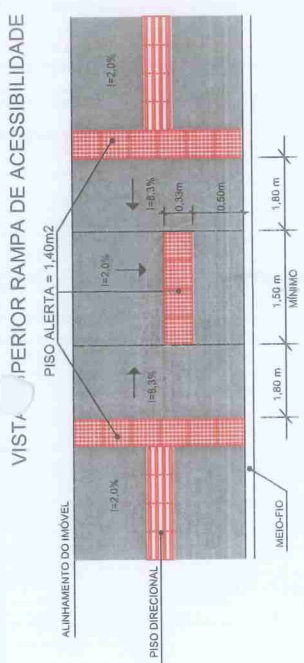 VISTA PERIOR RAMPA DE ACESSIBILIDADE
PISO ALERTA = 1,40m2
ALINHAMENTO DO IMÓVEL
I=2,0%
I=8,3%
I=2,0%
I=8,3%
I=2,0%
0,33m
0,50m
PISO DIRECIONAL
1,80 m
1,50 m
MÍNIMO
1,80 m
MEIO-FIO